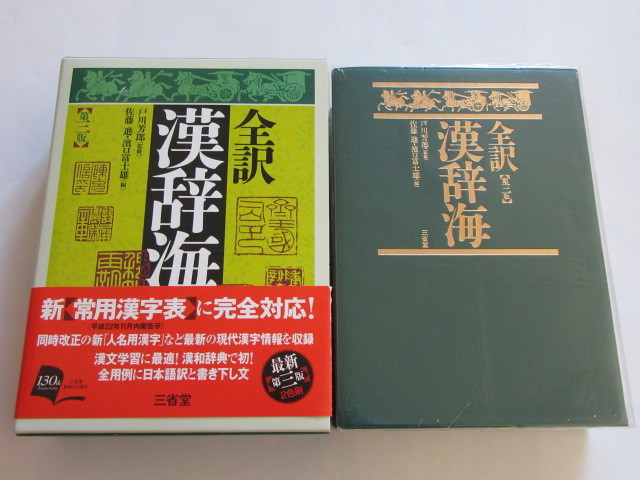 全訳
漢辞海
【第三版】
戸川芳郎[監修]
佐藤 進・濱口富士雄[編]
新【常用漢字表】に完全対応!
(平成22年11月内閣告示)
同時改正の新「人名用漢字」など最新の現代漢字情報を収録
漢文学習に最適!漢和辞典で初!
全用例に日本語訳と書き下し文
最新
第三版
2色刷
130th
Anniversary
三省堂
全訳
【第三版】
漢辞海
戸川芳郎[監修]
佐藤 進・濱口富士雄[編]
三省堂